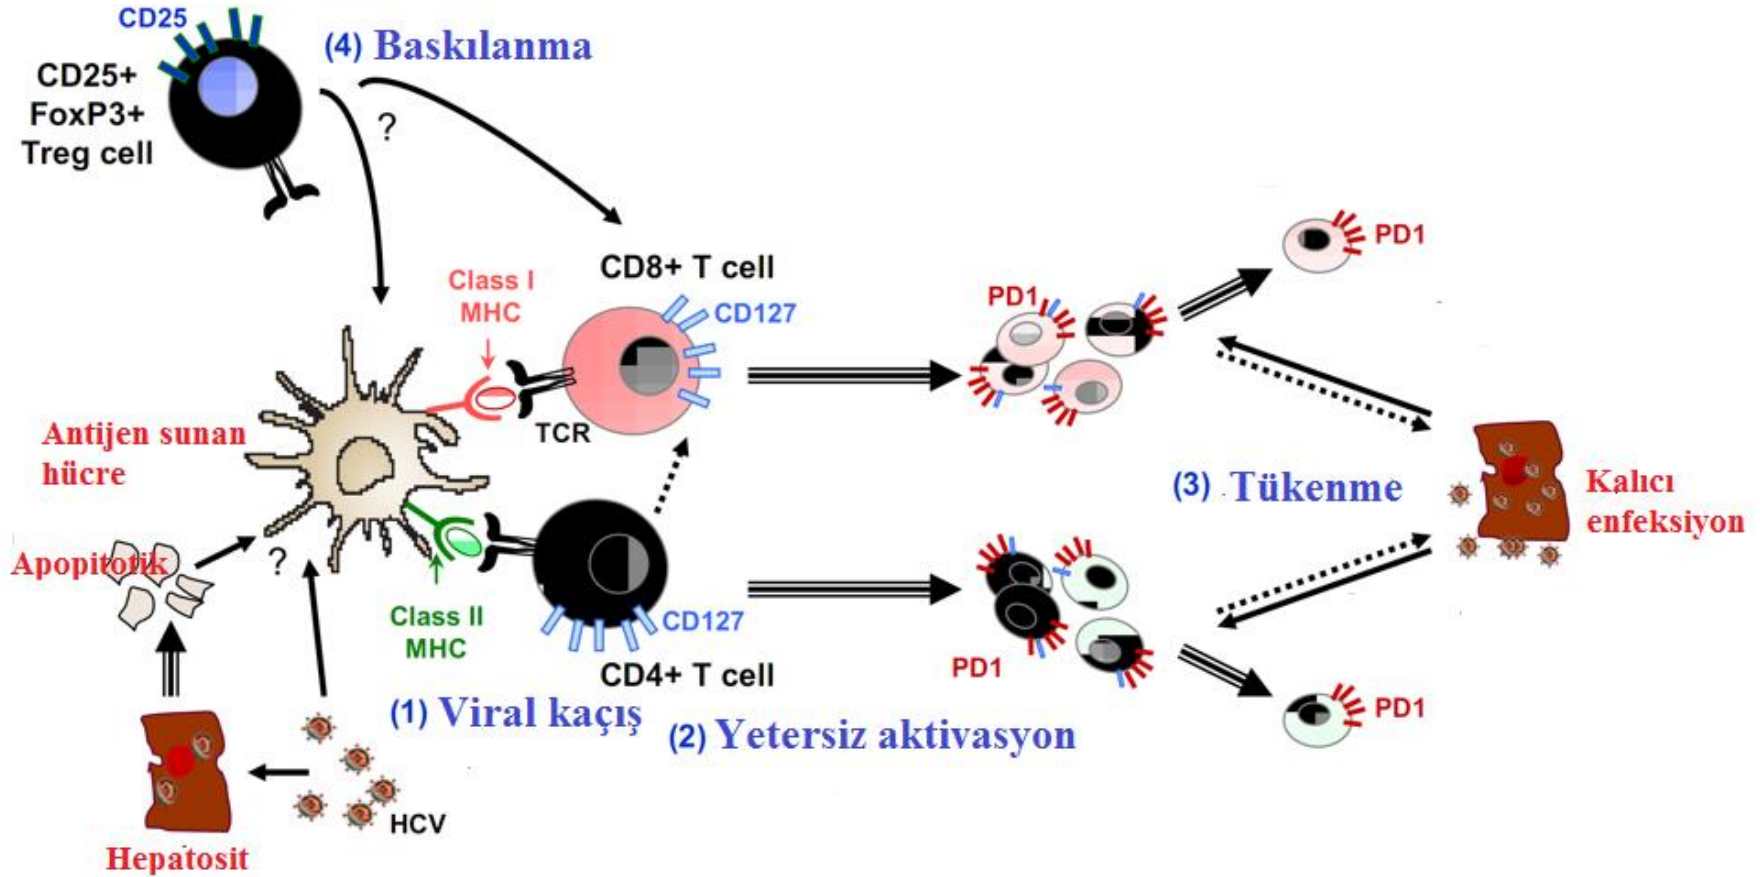 CD25
(4) Baskılanma
CD25+
FoxP3+
Treg cell
?
PD1
CD8+ T cell
Class I
MHC
CD127
PD1
TCR
Antijen sunan
hücre
(3) Tükenme
Kalıcı
enfeksiyon
Apopitotik
?
Class II
MHC
CD127
CD4+ T cell
PD1
(1) Viral kaçış
(2) Yetersiz aktivasyon
PD1
HCV
Hepatosit